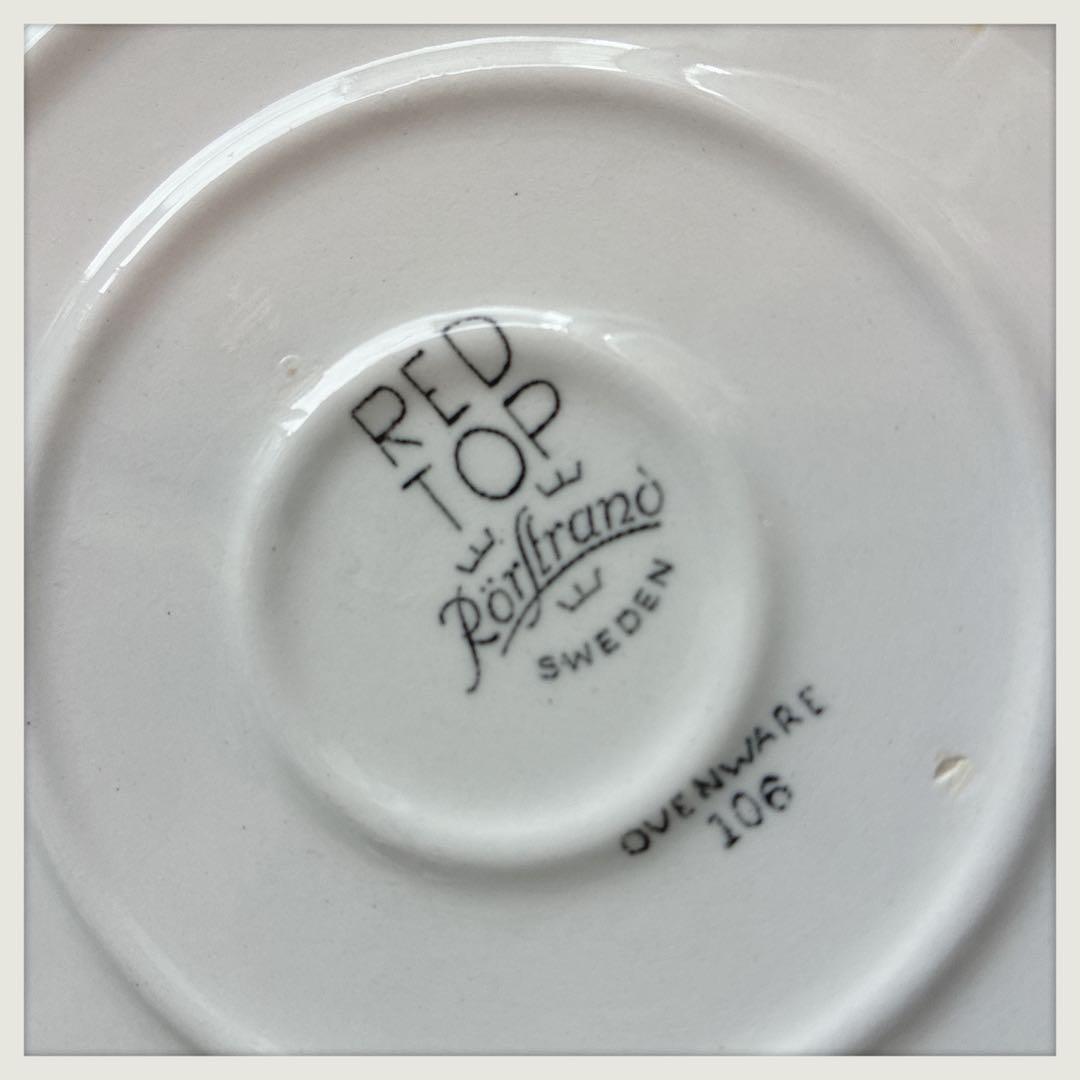 RED
TOP
Rörstrand
SWEDEN
OVENWARE
106